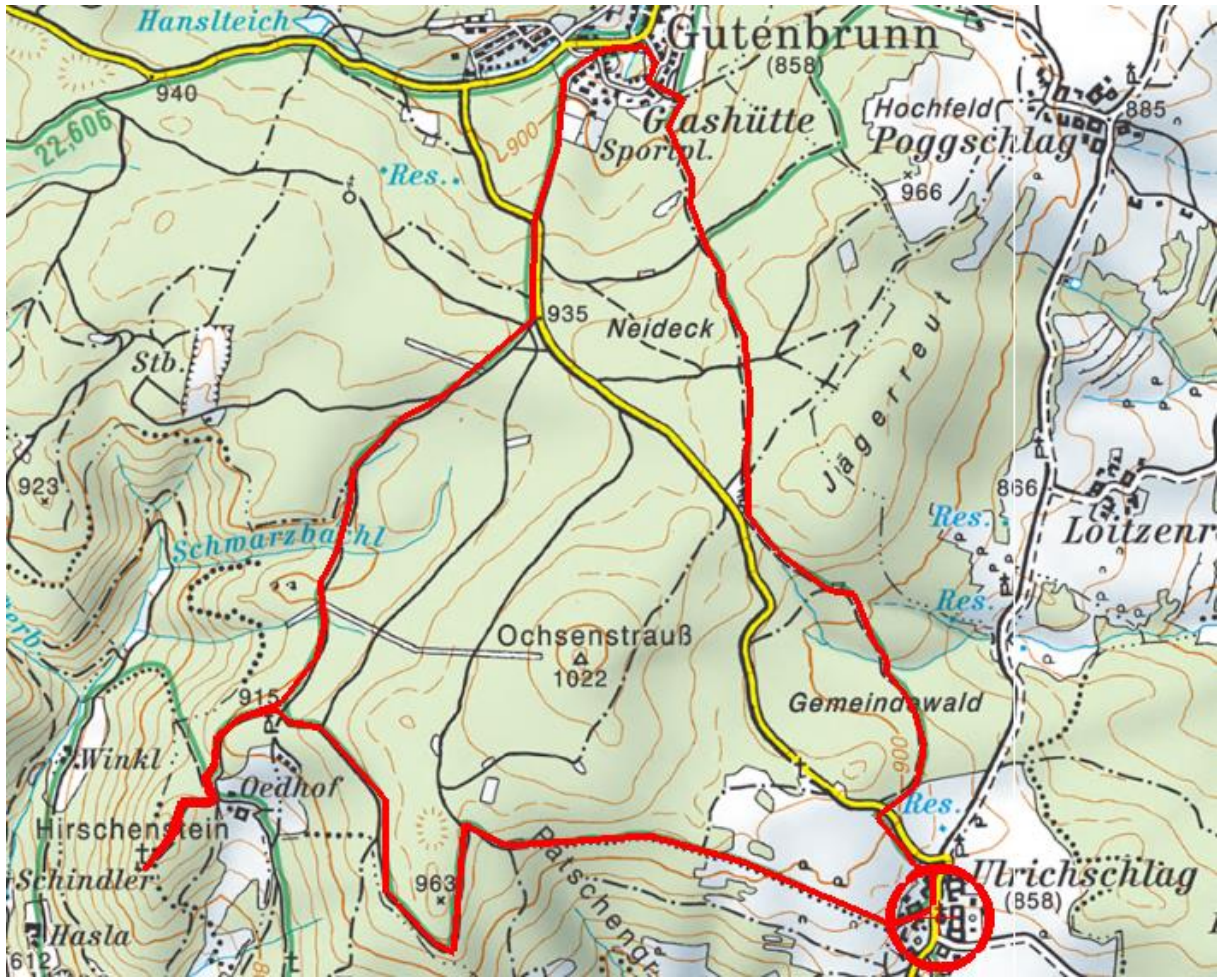 Hanslteich
Gutenbrunn
(858)
940
22,606
900
Hochfeld
885
Glashütte
Poggschlag
Sportpl.
Res.
966
935
Neideck
Jägerreut
Stb.
923
866
Res.
Loitzenr
Schwarzbachl
Res.
erb
Ochsenstrauß
1022
915
Gemeindewald
900
Winkl
Oedhof
Res.
Hirschenstein
Patschengr
Schindler
963
Ulrichschlag
(858)
Hasla
612